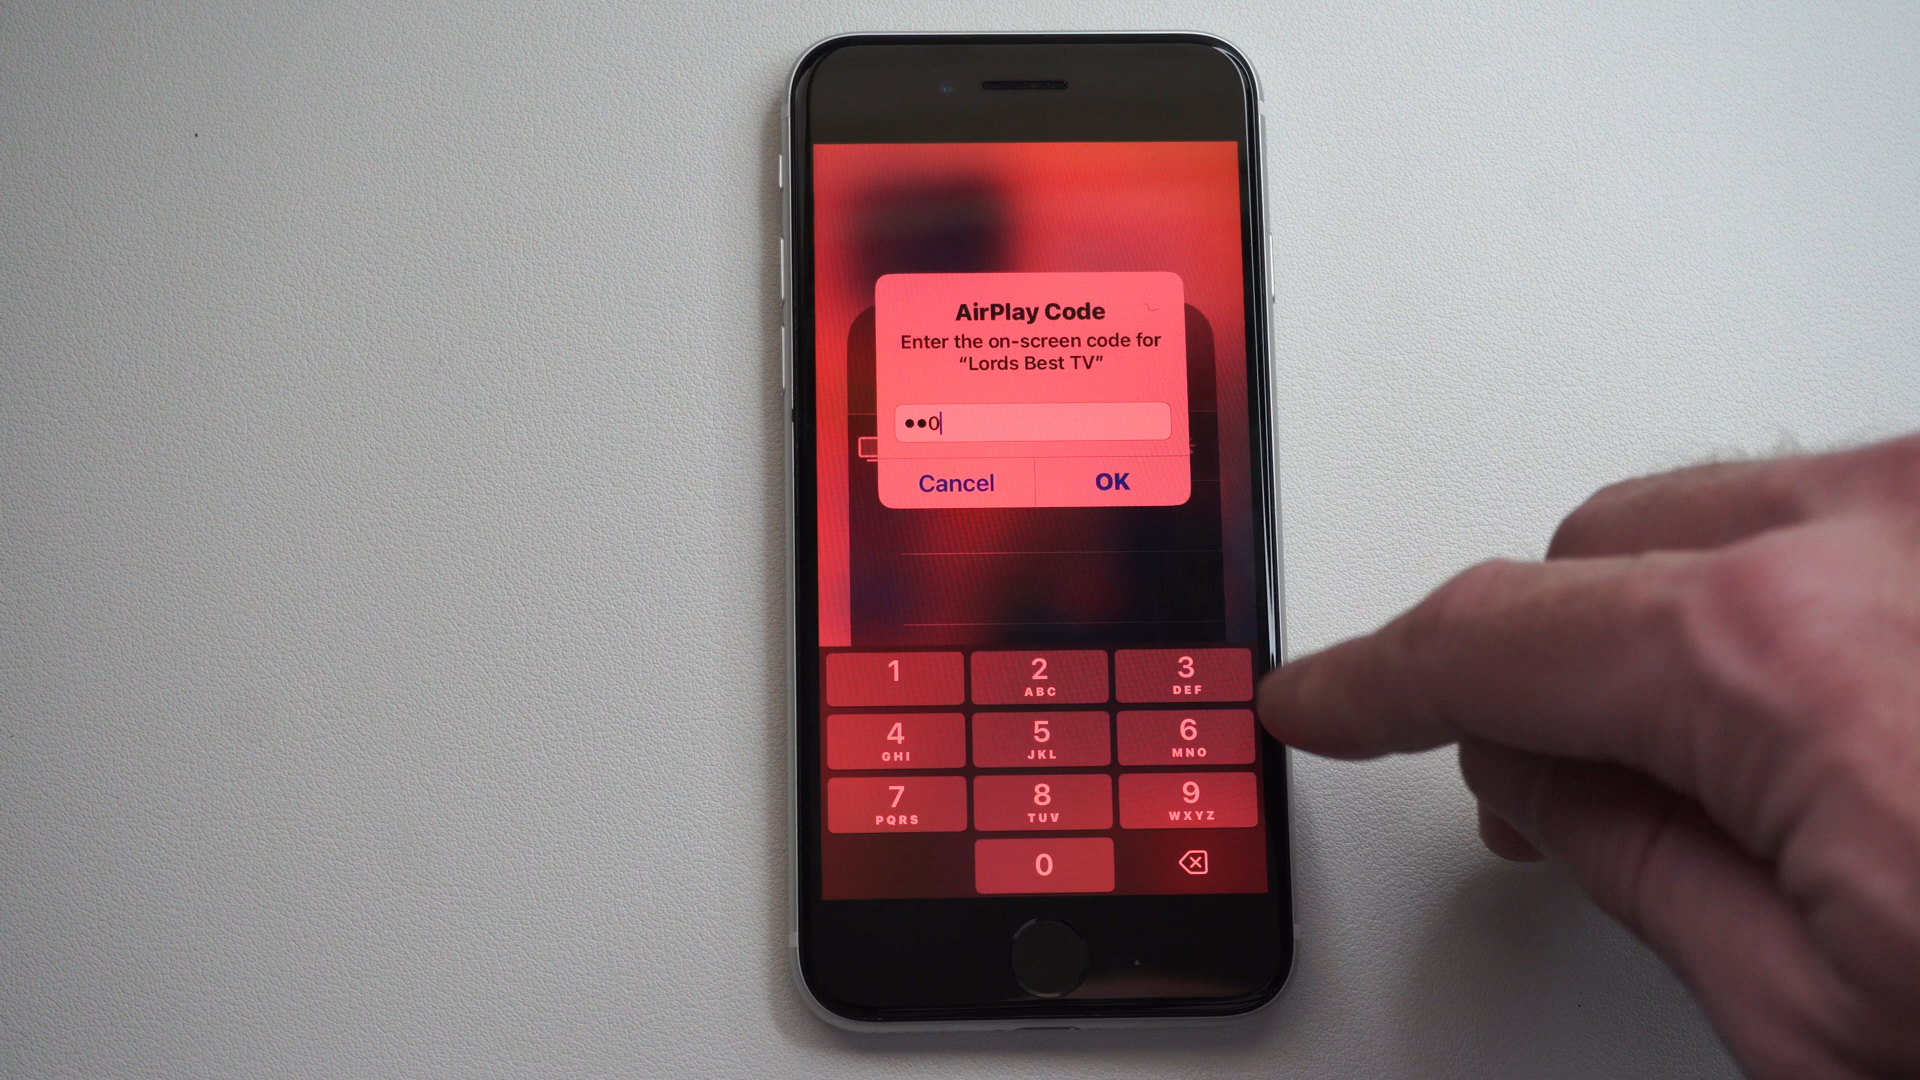 AirPlay Code
Enter the on-screen code for
“Lords Best TV”
●●0
Cancel OK
1 2 3
ABC DEF
4 5 6
GHI JKL MNO
7 8 9
PQRS TUV WXYZ
0